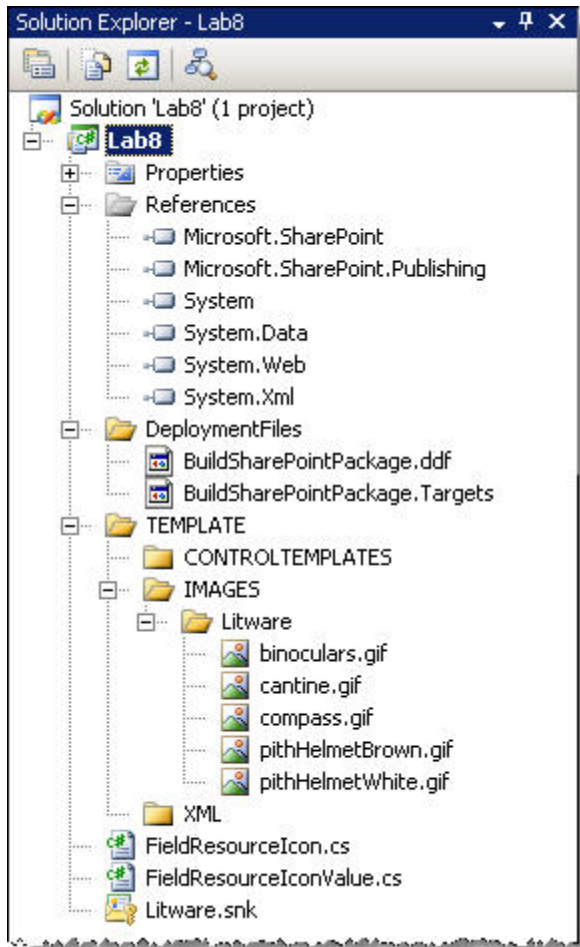 Solution Explorer - Lab8
Solution 'Lab8' (1 project)
Lab8
Properties
References
Microsoft.SharePoint
Microsoft.SharePoint.Publishing
System
System.Data
System.Web
System.Xml
DeploymentFiles
BuildSharePointPackage.ddf
BuildSharePointPackage.Targets
TEMPLATE
CONTROLTEMPLATES
IMAGES
Litware
binoculars.gif
cantine.gif
compass.gif
pithHelmetBrown.gif
pithHelmetWhite.gif
XML
FieldResourceIcon.cs
FieldResourceIconValue.cs
Litware.snk